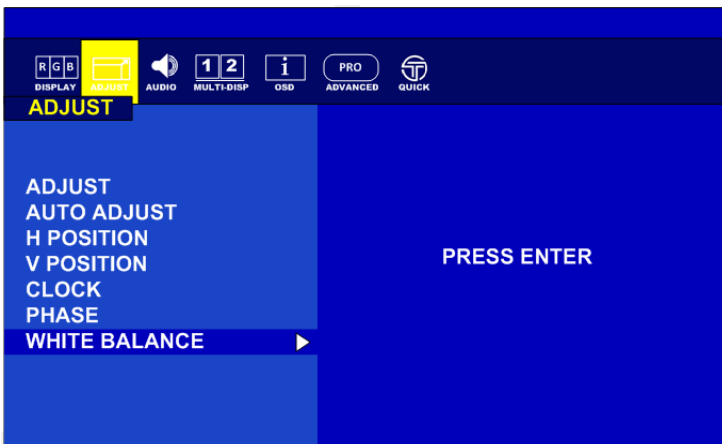 R G B 1 2 i PRO
DISPLAY ADJUST AUDIO MULTI-DISP OSD ADVANCED QUICK
ADJUST
ADJUST
AUTO ADJUST
H POSITION
V POSITION
PRESS ENTER
CLOCK
PHASE
WHITE BALANCE